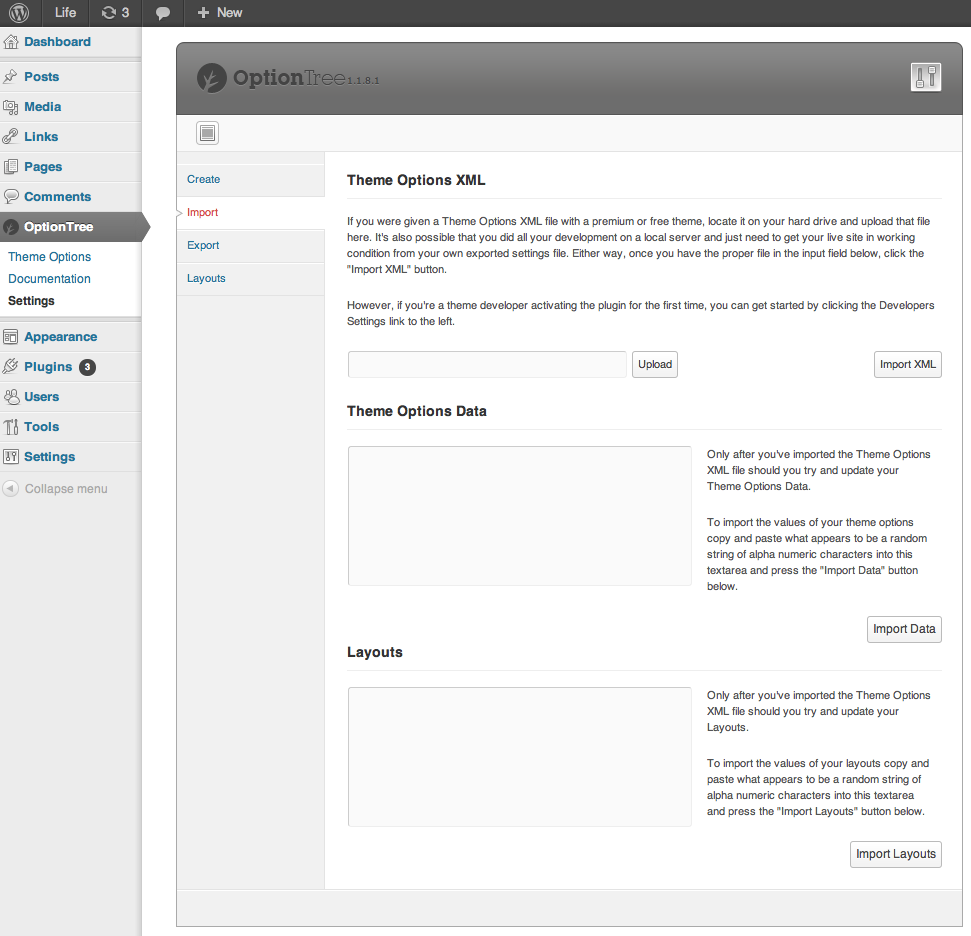 Life 3 New
Dashboard
Posts
Media
Links
Pages
Comments
OptionTree
Theme Options
Documentation
Settings
Appearance
Plugins 3
Users
Tools
Settings
Collapse menu
OptionTree 1.1.8.1
Create
Import
Export
Layouts
Theme Options XML
If you were given a Theme Options XML file with a premium or free theme, locate it on your hard drive and upload that file
here. It's also possible that you did all your development on a local server and just need to get your live site in working
condition from your own exported settings file. Either way, once you have the proper file in the input field below, click the
"Import XML" button.
However, if you're a theme developer activating the plugin for the first time, you can get started by clicking the Developers
Settings link to the left.
Upload Import XML
Theme Options Data
Only after you've imported the Theme Options
XML file should you try and update your
Theme Options Data.
To import the values of your theme options
copy and paste what appears to be a random
string of alpha numeric characters into this
textarea and press the "Import Data" button
below.
Import Data
Layouts
Only after you've imported the Theme Options
XML file should you try and update your
Layouts.
To import the values of your layouts copy and
paste what appears to be a random string of
alpha numeric characters into this textarea
and press the "Import Layouts" button below.
Import Layouts